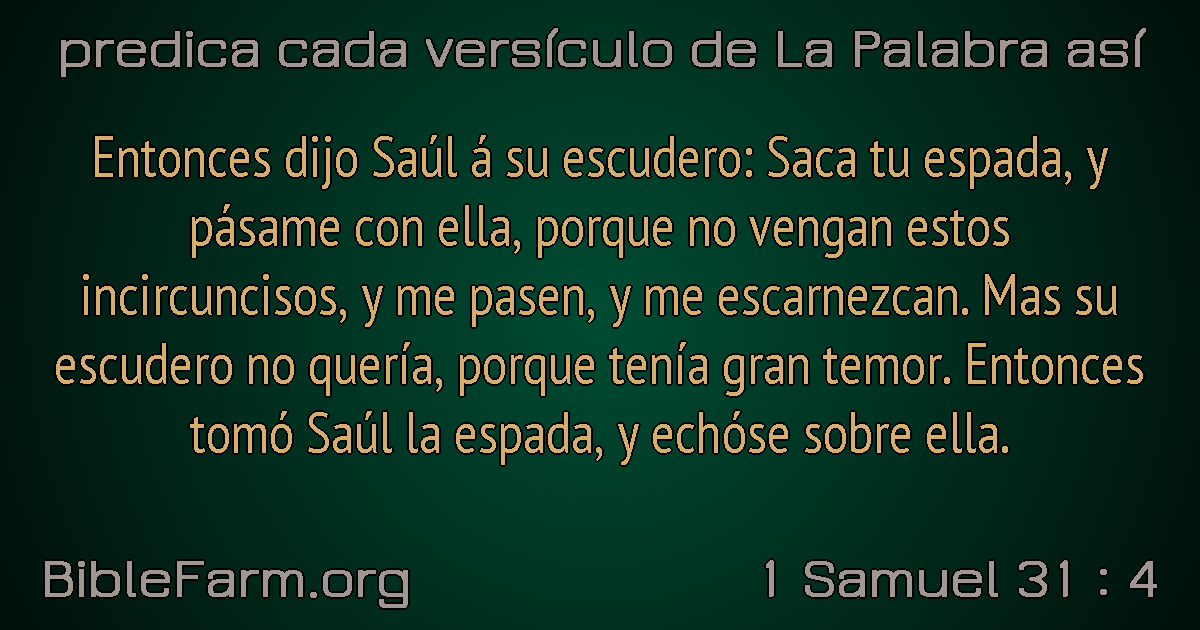 predica cada versículo de La Palabra así
Entonces dijo Saúl á su escudero: Saca tu espada, y
pásame con ella, porque no vengan estos
incircuncisos, y me pasen, y me escarnezcan. Mas su
escudero no quería, porque tenía gran temor. Entonces
tomó Saúl la espada, y echóse sobre ella.
BibleFarm.org
1 Samuel 31 : 4